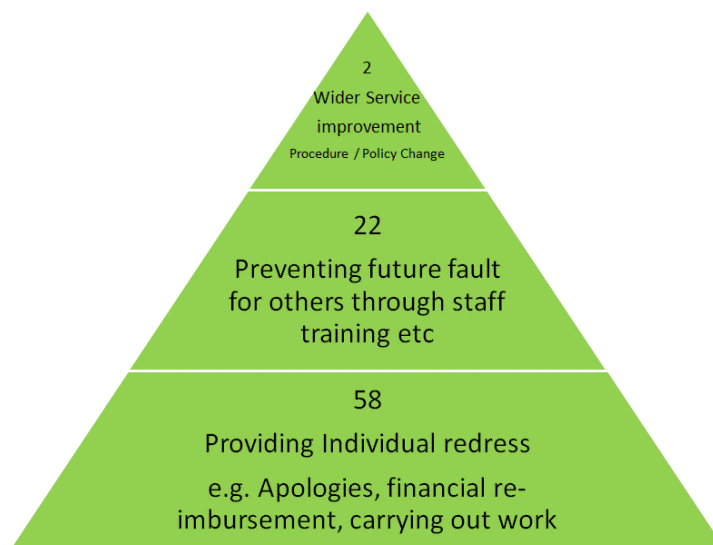 2
Wider Service
improvement
Procedure / Policy Change
22
Preventing future fault
for others through staff
training etc
58
Providing Individual redress
e.g. Apologies, financial re-
imbursement, carrying out work